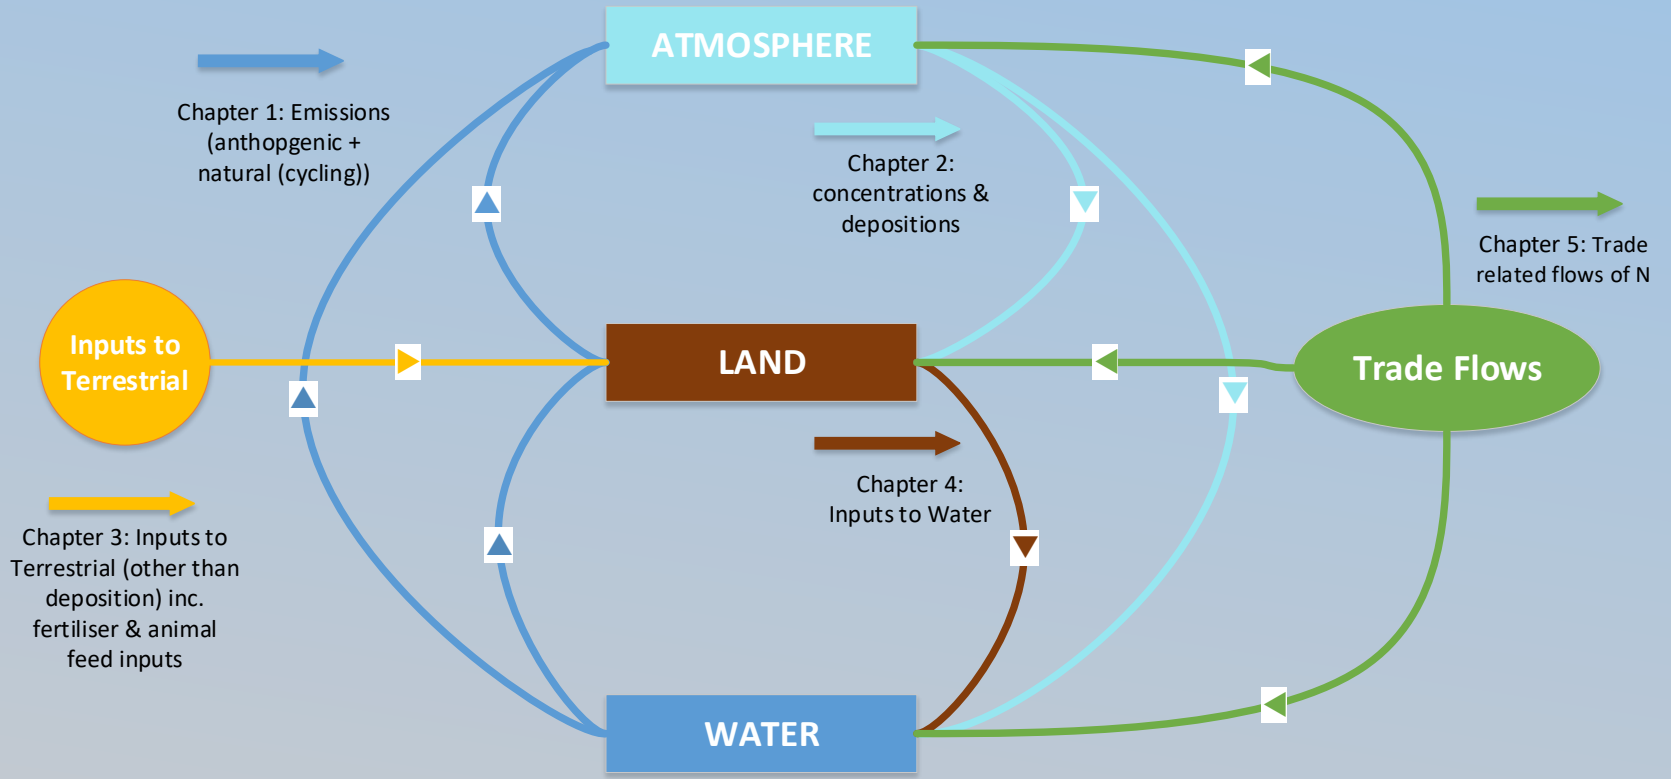 ATMOSPHERE
Chapter 1: Emissions
(anthopgenic +
natural (cycling))
Chapter 2:
concentrations &
depositions
Chapter 5: Trade
related flows of N
Inputs to
Terrestrial
LAND
Trade Flows
Chapter 4:
Inputs to Water
Chapter 3: Inputs to
Terrestrial (other than
deposition) inc.
fertiliser & animal
feed inputs
WATER